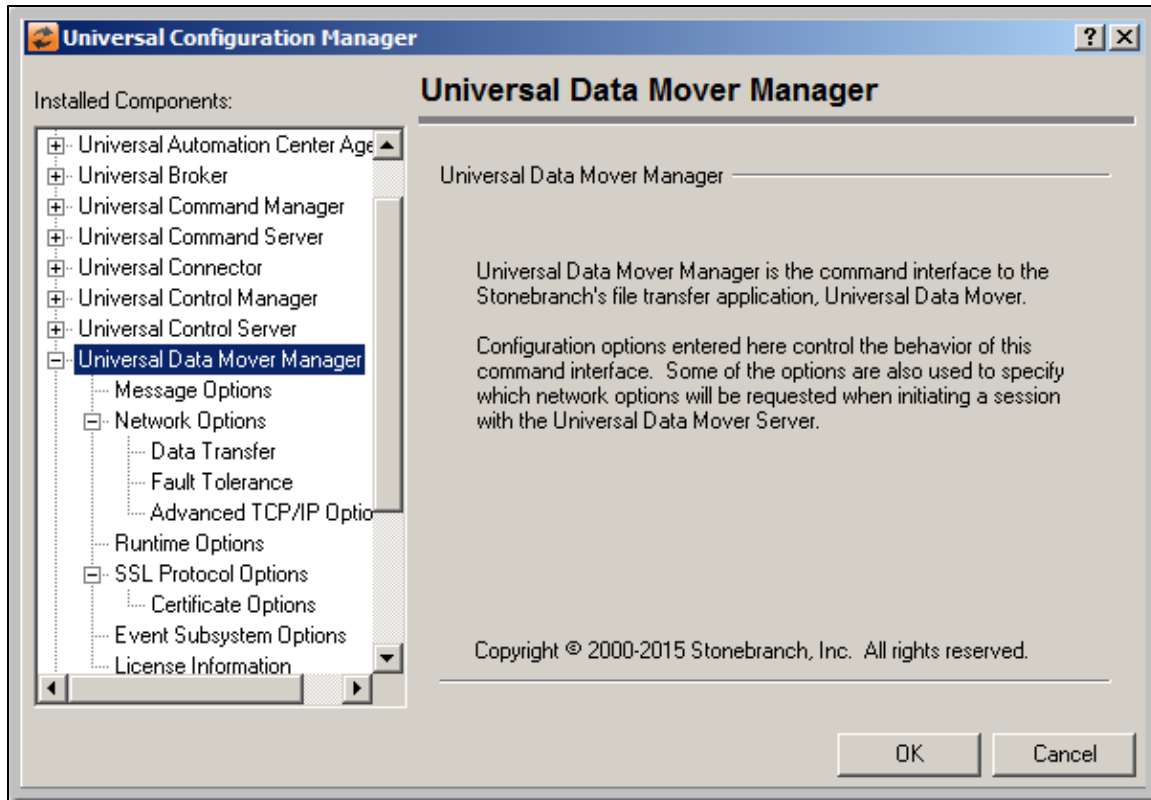 Universal Configuration Manager
Installed Components:
Universal Automation Center Age
Universal Broker
Universal Command Manager
Universal Command Server
Universal Connector
Universal Control Manager
Universal Control Server
Universal Data Mover Manager
Message Options
Network Options
Data Transfer
Fault Tolerance
Advanced TCP/IP Optio
Runtime Options
SSL Protocol Options
Certificate Options
Event Subsystem Options
License Information
Universal Data Mover Manager
Universal Data Mover Manager
Universal Data Mover Manager is the command interface to the
Stonebranch's file transfer application, Universal Data Mover.
Configuration options entered here control the behavior of this
command interface. Some of the options are also used to specify
which network options will be requested when initiating a session
with the Universal Data Mover Server.
Copyright © 2000-2015 Stonebranch, Inc. All rights reserved.
OK
Cancel